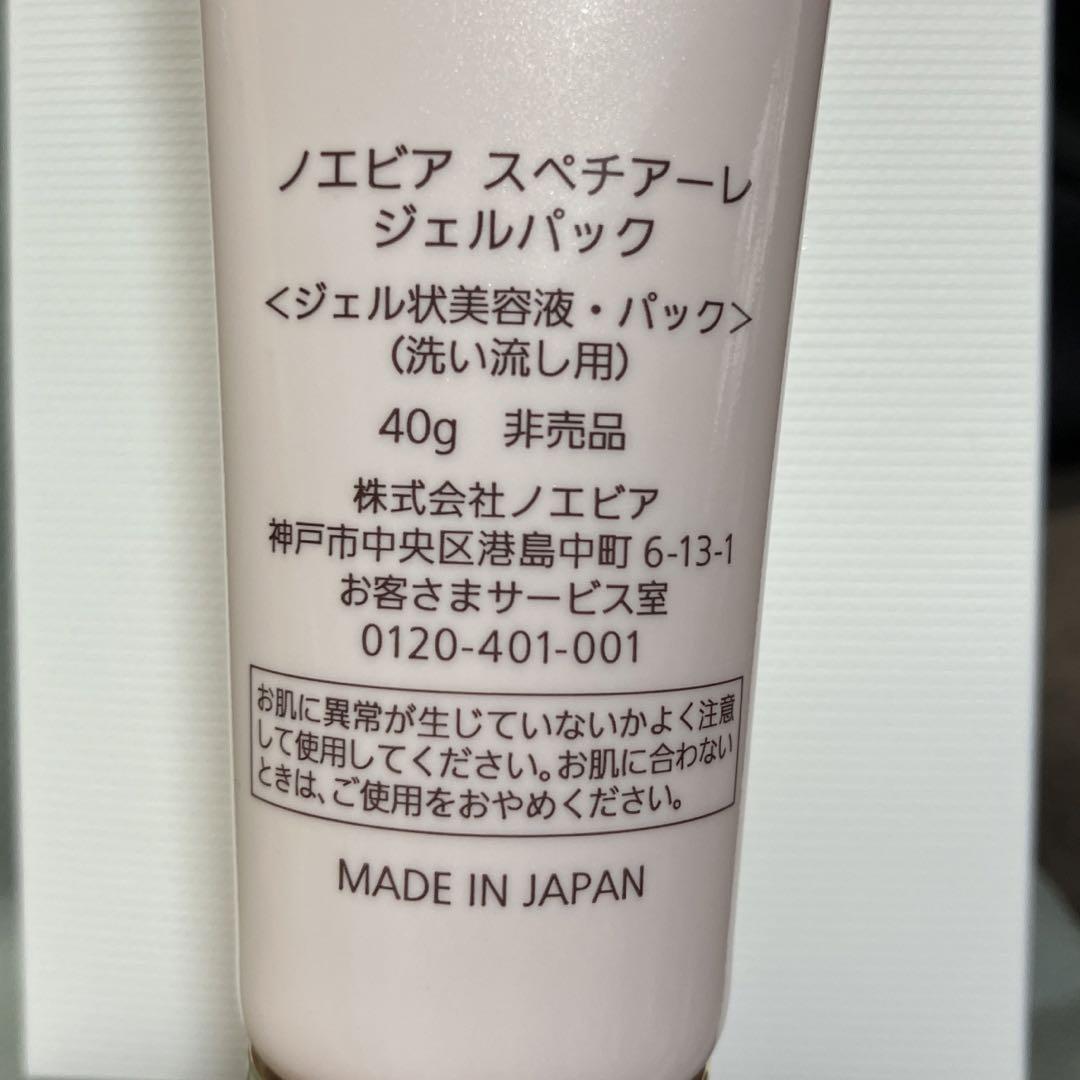 ノエビア スペチアーレ
ジェルパック
<ジェル状美容液・パック>
(洗い流し用)
40g 非売品
株式会社ノエビア
神戸市中央区港島中町 6-13-1
お客さまサービス室
0120-401-001
お肌に異常が生じていないかよく注意
して使用してください。お肌に合わない
ときは、ご使用をおやめください。
MADE IN JAPAN